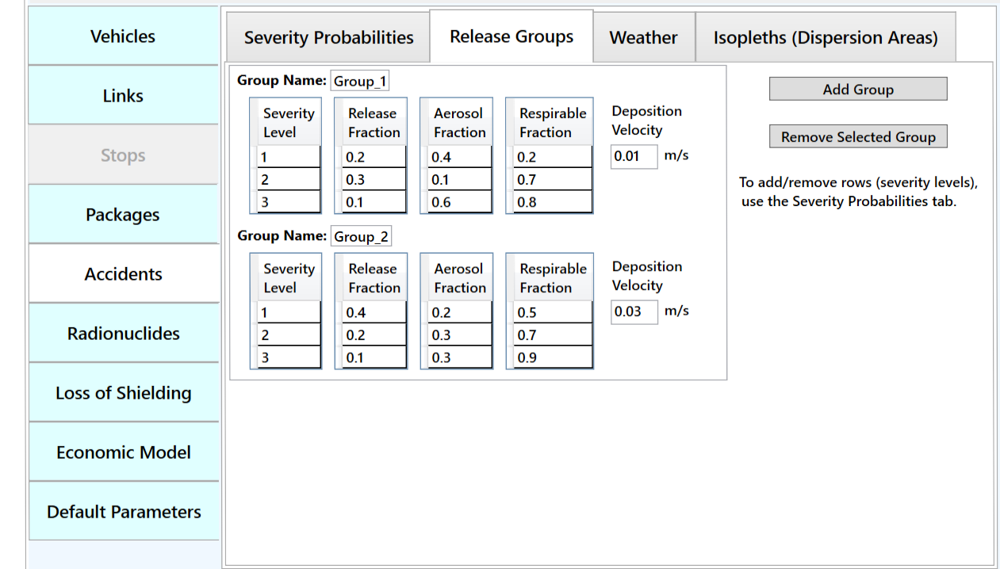 Vehicles
Links
Stops
Packages
Accidents
Radionuclides
Loss of Shielding
Economic Model
Default Parameters
Severity Probabilities
Release Groups
Weather
Isopleths (Dispersion Areas)
Group Name: Group_1
Severity Level
Release Fraction
Aerosol Fraction
Respirable Fraction
Deposition Velocity
1 0.2 0.4 0.2
0.01 m/s
2 0.3 0.1 0.7
3 0.1 0.6 0.8
Group Name: Group_2
Severity Level
Release Fraction
Aerosol Fraction
Respirable Fraction
Deposition Velocity
1 0.4 0.2 0.5
0.03 m/s
2 0.2 0.3 0.7
3 0.1 0.3 0.9
Add Group
Remove Selected Group
To add/remove rows (severity levels),
use the Severity Probabilities tab.